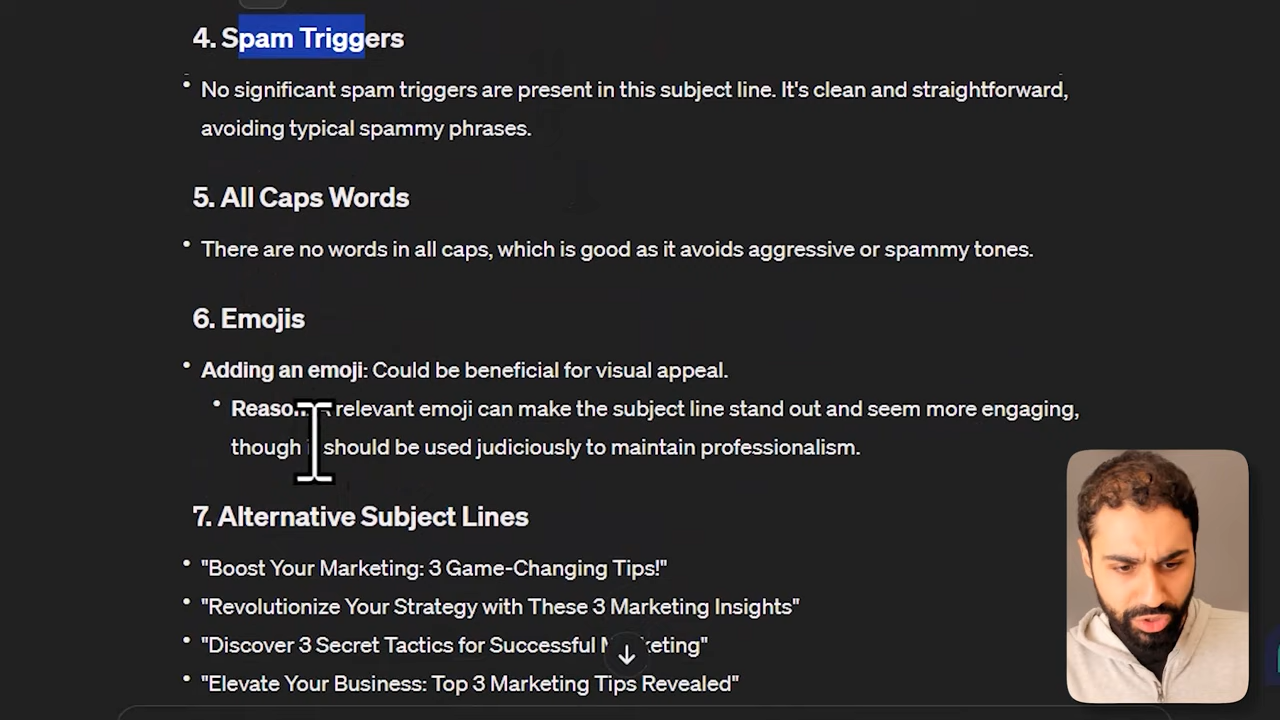 4. Spam Triggers
• No significant spam triggers are present in this subject line. It's clean and straightforward,
avoiding typical spammy phrases.
5. All Caps Words
• There are no words in all caps, which is good as it avoids aggressive or spammy tones.
6. Emojis
• Adding an emoji: Could be beneficial for visual appeal.
• Reason: relevant emoji can make the subject line stand out and seem more engaging,
though should be used judiciously to maintain professionalism.
7. Alternative Subject Lines
• "Boost Your Marketing: 3 Game-Changing Tips!"
• "Revolutionize Your Strategy with These 3 Marketing Insights"
• "Discover 3 Secret Tactics for Successful Marketing"
• "Elevate Your Business: Top 3 Marketing Tips Revealed"